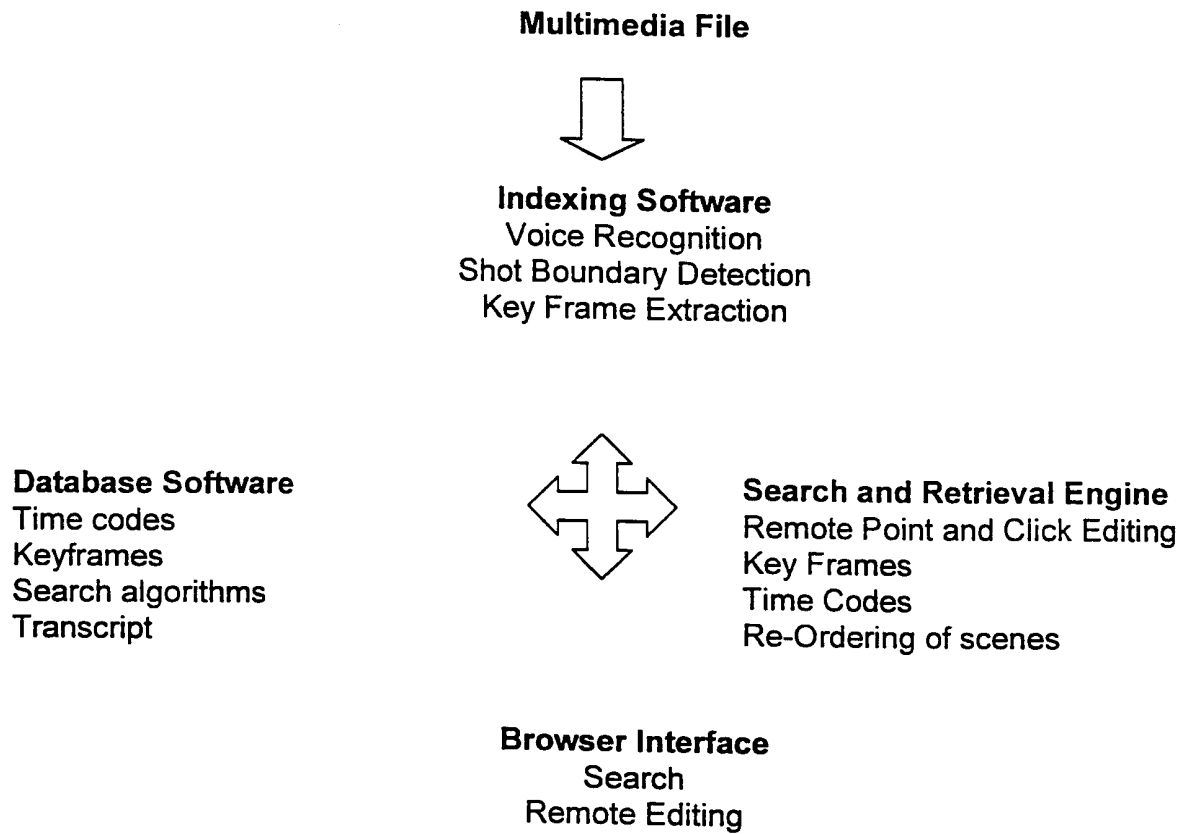 Multimedia File
Indexing Software
Voice Recognition
Shot Boundary Detection
Key Frame Extraction
Database Software
Time codes
Keyframes
Search algorithms
Transcript
Search and Retrieval Engine
Remote Point and Click Editing
Key Frames
Time Codes
Re-Ordering of scenes
Browser Interface
Search
Remote Editing